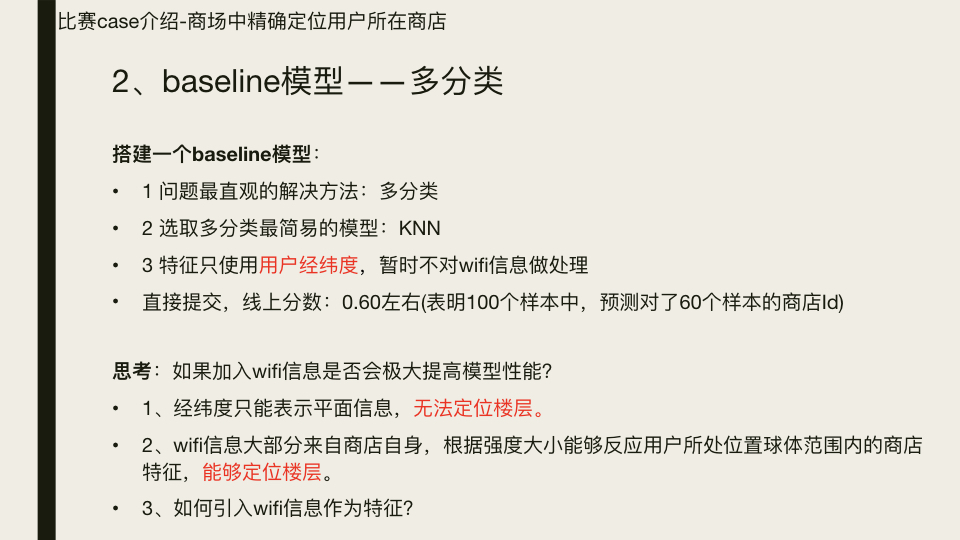 比赛case介绍-商场中精确定位用户所在商店
2、baseline模型——多分类
搭建一个baseline模型：
• 1 问题最直观的解决方法：多分类
• 2 选取多分类最简易的模型：KNN
• 3 特征只使用用户经纬度，暂时不对wifi信息做处理
• 直接提交，线上分数：0.60左右(表明100个样本中，预测对了60个样本的商店Id)
思考：如果加入wifi信息是否会极大提高模型性能?
• 1、经纬度只能表示平面信息，无法定位楼层。
• 2、wifi信息大部分来自商店自身，根据强度大小能够反应用户所处位置球体范围内的商店
特征，能够定位楼层。
• 3、如何引入wifi信息作为特征?